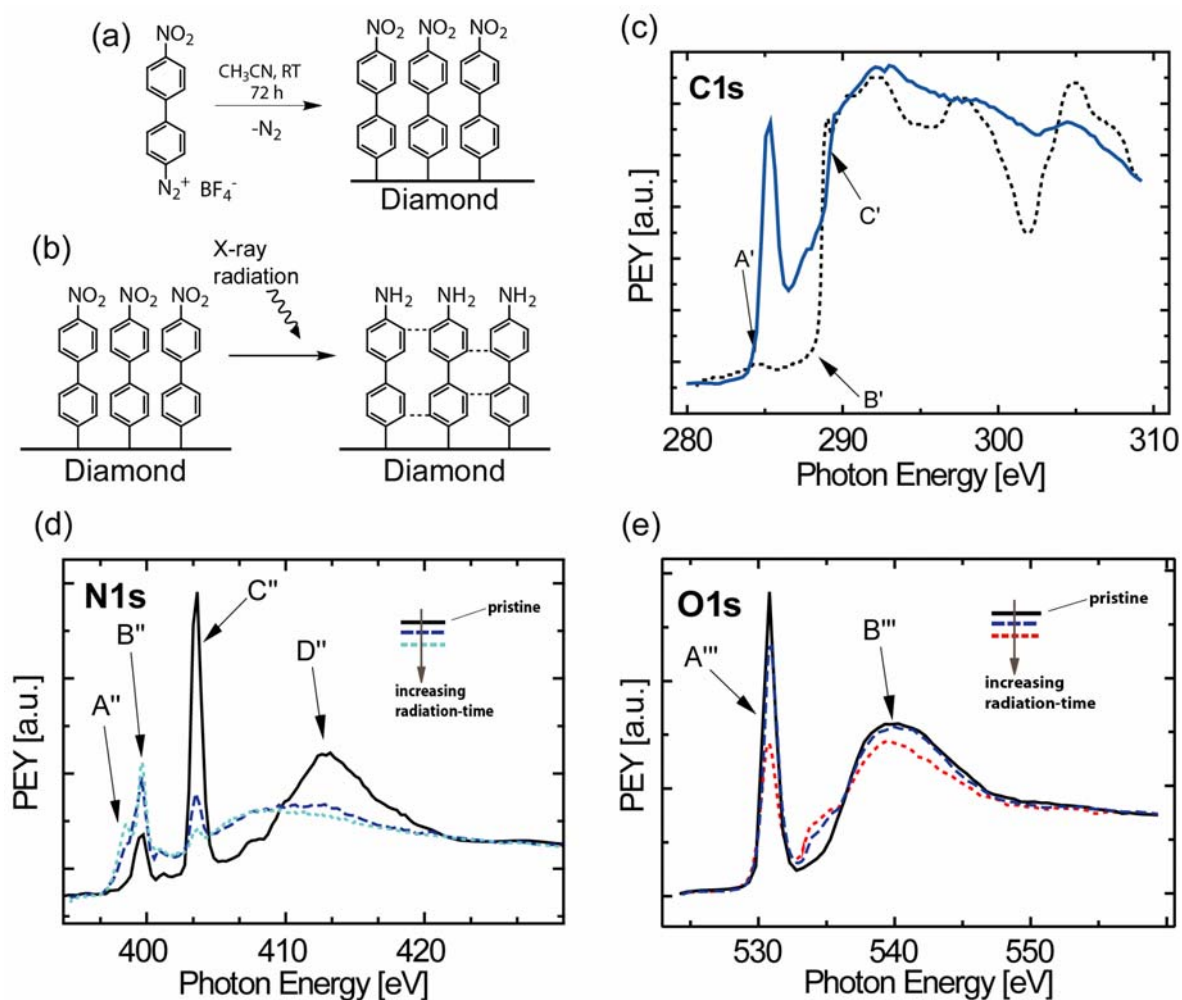 (a)
NO₂
CH₃CN, RT
72 h
-N₂
N₂⁺ BF₄⁻
NO₂ NO₂ NO₂
Diamond
(b)
X-ray
radiation
NO₂ NO₂ NO₂
Diamond
NH₂ NH₂ NH₂
Diamond
(c)
C1s
A'
B'
C'
PEY [a.u.]
280 290 300 310
Photon Energy [eV]
(d)
N1s
A"
B"
C"
D"
pristine
increasing
radiation-time
PEY [a.u.]
400 410 420
Photon Energy [eV]
(e)
O1s
A'''
B'''
pristine
increasing
radiation-time
PEY [a.u.]
530 540 550
Photon Energy [eV]